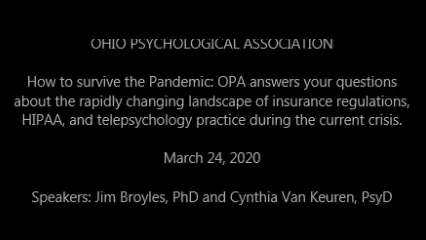 OHIO PSYCHOLOGICAL ASSOCIATION
How to survive the Pandemic: OPA answers your questions
about the rapidly changing landscape of insurance regulations,
HIPAA, and telepsychology practice during the current crisis.
March 24, 2020
Speakers: Jim Broyles, PhD and Cynthia Van Keuren, PsyD